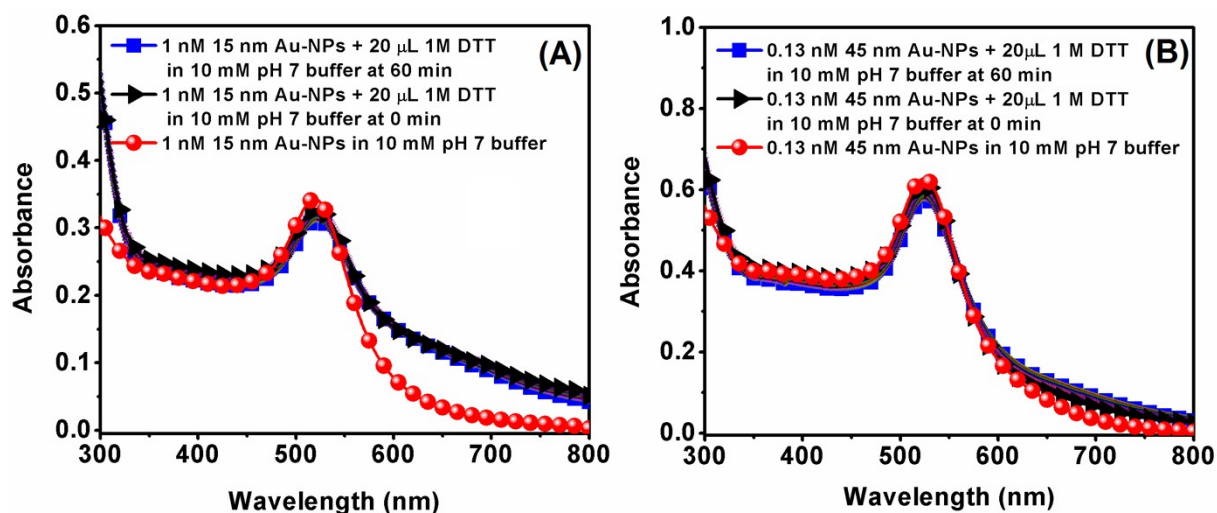 (A)
1 nM 15 nm Au-NPs + 20 μL 1M DTT
in 10 mM pH 7 buffer at 60 min
1 nM 15 nm Au-NPs + 20 μL 1M DTT
in 10 mM pH 7 buffer at 0 min
1 nM 15 nm Au-NPs in 10 mM pH 7 buffer
0.6
0.5
0.4
0.3
0.2
0.1
0.0
Absorbance
300 400 500 600 700 800
Wavelength (nm)
(B)
0.13 nM 45 nm Au-NPs + 20μL 1 M DTT
in 10 mM pH 7 buffer at 60 min
0.13 nM 45 nm Au-NPs + 20μL 1 M DTT
in 10 mM pH 7 buffer at 0 min
0.13 nM 45 nm Au-NPs in 10 mM pH 7 buffer
1.0
0.8
0.6
0.4
0.2
0.0
Absorbance
300 400 500 600 700 800
Wavelength (nm)